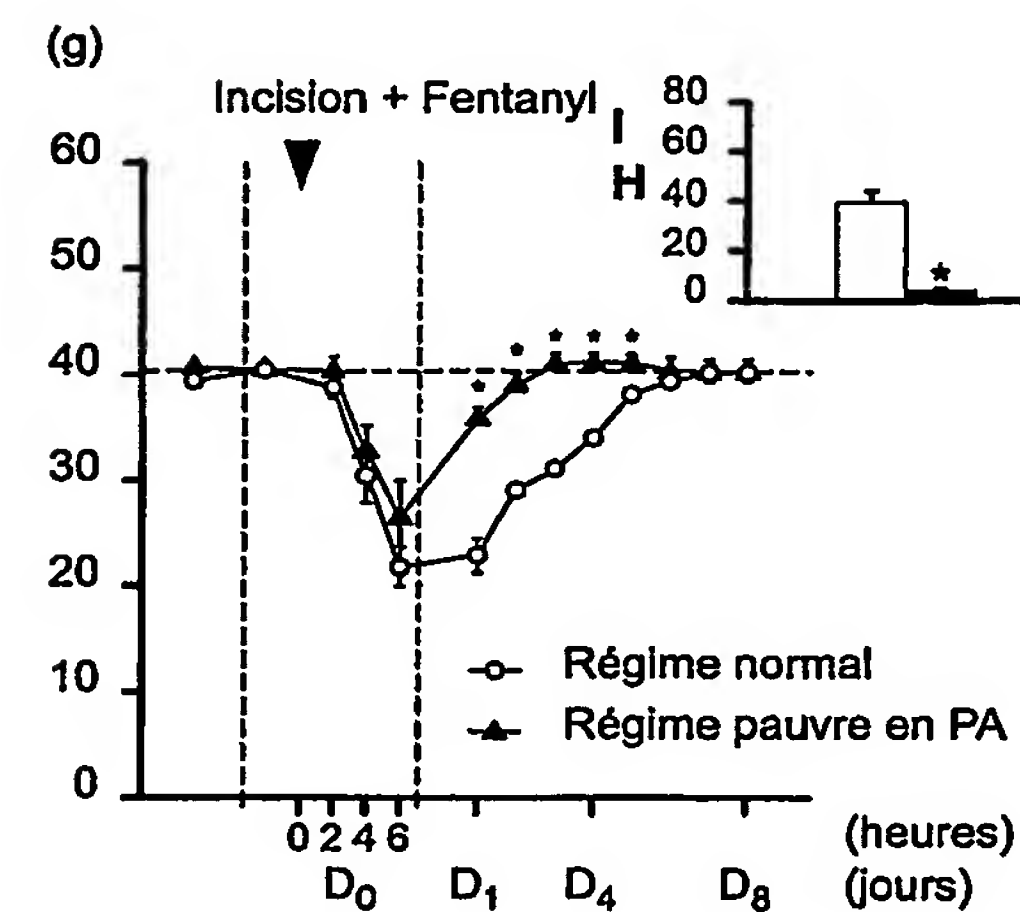 (g)
Incision + Fentanyl
I
H
80
60
40
20
0
*
60
50
40
30
20
10
0
* * * * *
Régime normal
Régime pauvre en PA
0 2 4 6 (heures)
D0 D1 D4 D8 (jours)